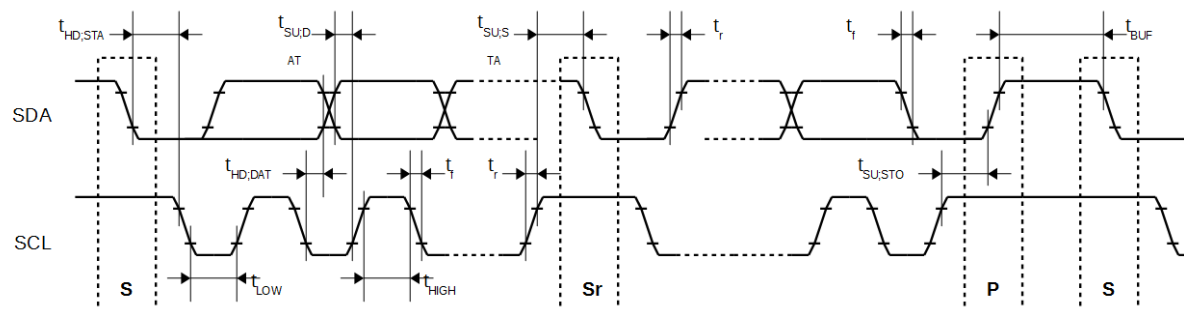 tHD;STA tSU;D tSU;S tr tf tBUF
AT TA
SDA
tHD;DAT tf tr tSU;STO
SCL
S tLOW tHIGH Sr P S